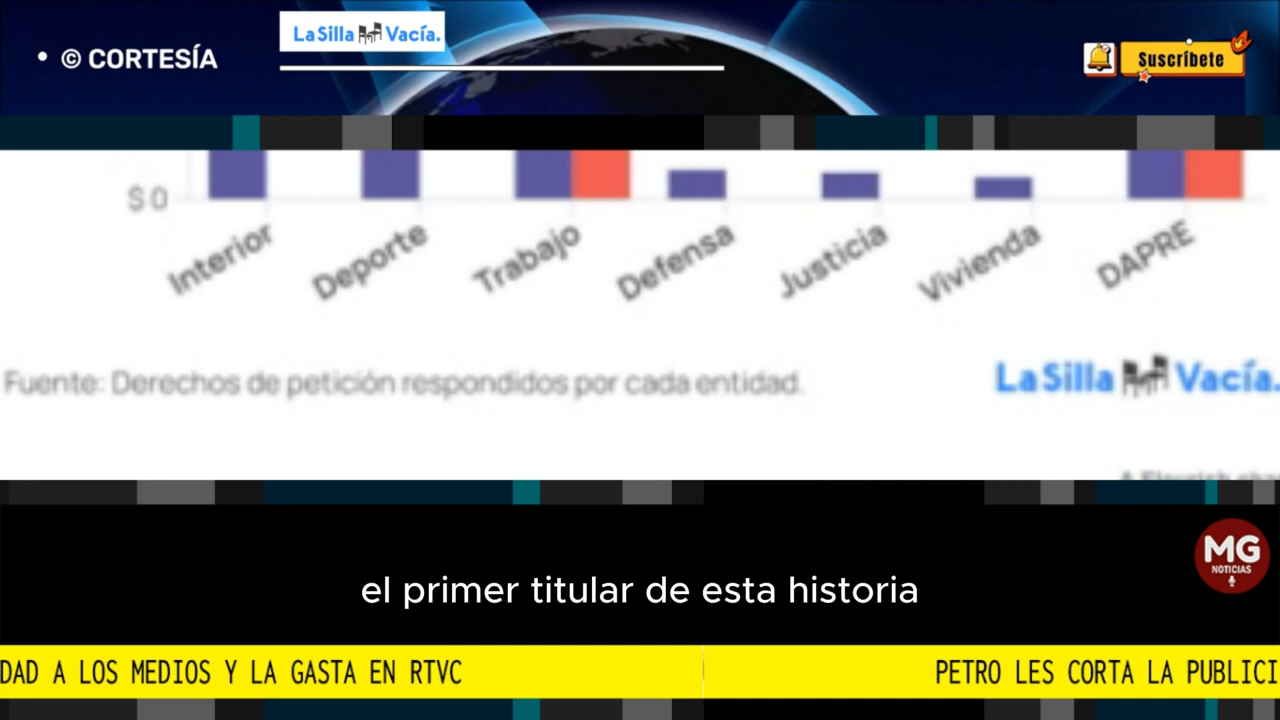 La Silla Vacía.
• © CORTESÍA
Suscríbete
$ 0
Interior
Deporte
Trabajo
Defensa
Justicia
Vivienda
DAPRE
Fuente: Derechos de petición respondidos por cada entidad.
La Silla Vacía.
MG
NOTICIAS
el primer titular de esta historia
DAD A LOS MEDIOS Y LA GASTA EN RTVC
PETRO LES CORTA LA PUBLICI